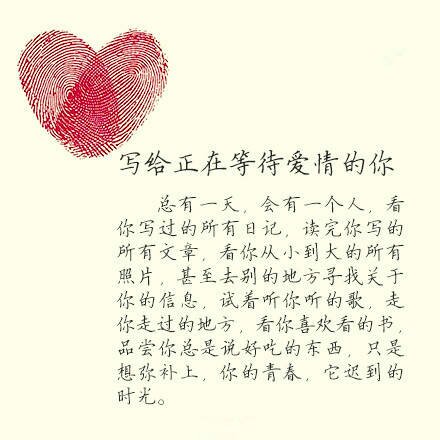 写给正在等待爱情的你
总有一天，会有一个人，看
你写过的所有日记，读完你写的
所有文章，看你从小到大的所有
照片，甚至去别的地方寻找关于
你的信息，试着听你听的歌，走
你走过的地方，看你喜欢看的书，
品尝你总是说好吃的东西，只是
想弥补上，你的青春，它迟到的
时光。